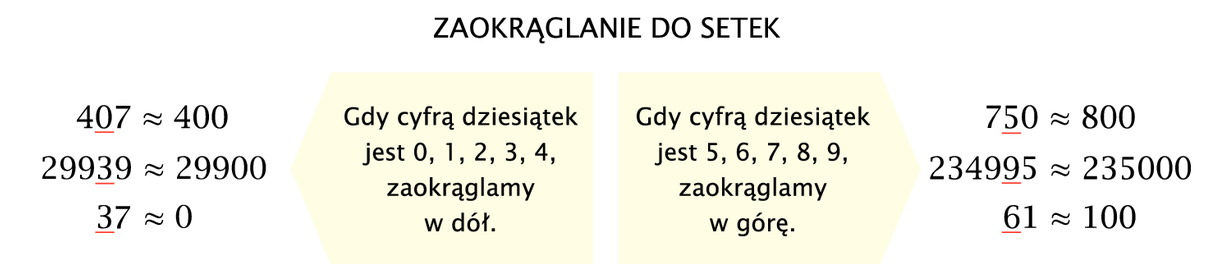 ZAOKRĄGLANIE DO SETEK
407 ≈ 400
29939 ≈ 29900
37 ≈ 0
Gdy cyfrą dziesiątek
jest 0, 1, 2, 3, 4,
zaokrąglamy
w dół.
Gdy cyfrą dziesiątek
jest 5, 6, 7, 8, 9,
zaokrąglamy
w górę.
750 ≈ 800
234995 ≈ 235000
61 ≈ 100